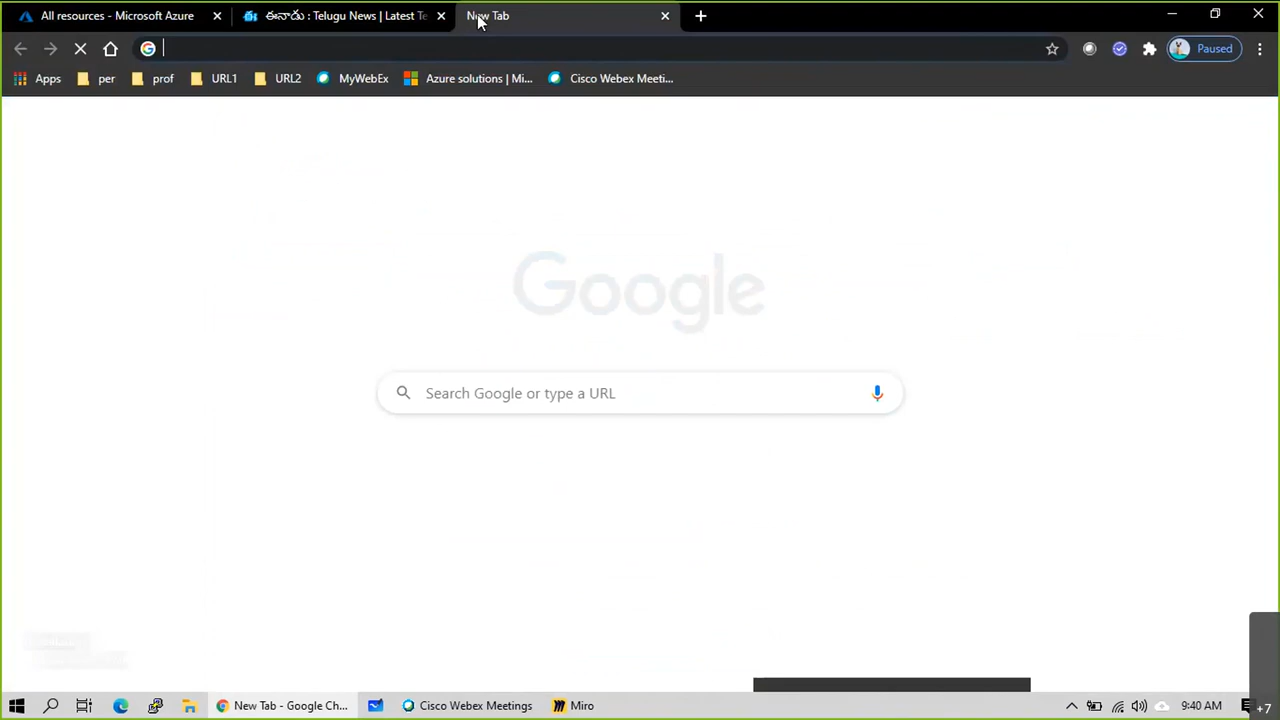 All resources - Microsoft Azure
ఈనాడు : Telugu News | Latest Te
New Tab
Paused
Apps per prof URL1 URL2 MyWebEx Azure solutions | Mi... Cisco Webex Meeti...
Google
Search Google or type a URL
New Tab - Google Ch... Cisco Webex Meetings Miro 9:40 AM
+7